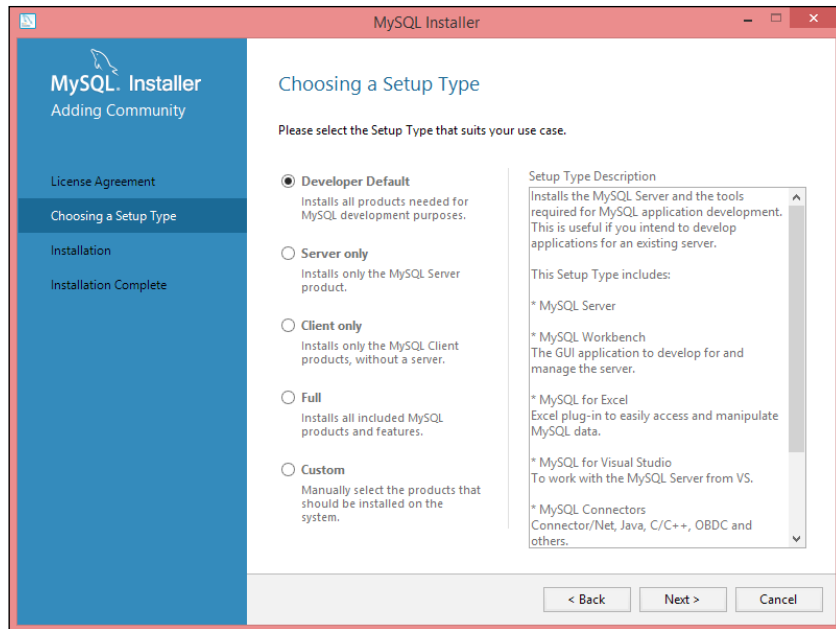 MySQL Installer
MySQL. Installer
Adding Community
License Agreement
Choosing a Setup Type
Installation
Installation Complete
Choosing a Setup Type
Please select the Setup Type that suits your use case.
Developer Default
Installs all products needed for
MySQL development purposes.
Server only
Installs only the MySQL Server
product.
Client only
Installs only the MySQL Client
products, without a server.
Full
Installs all included MySQL
products and features.
Custom
Manually select the products that
should be installed on the
system.
Setup Type Description
Installs the MySQL Server and the tools
required for MySQL application development.
This is useful if you intend to develop
applications for an existing server.
This Setup Type includes:
* MySQL Server
* MySQL Workbench
The GUI application to develop for and
manage the server.
* MySQL for Excel
Excel plug-in to easily access and manipulate
MySQL data.
* MySQL for Visual Studio
To work with the MySQL Server from VS.
* MySQL Connectors
Connector/Net, Java, C/C++, OBDC and
others.
< Back
Next >
Cancel